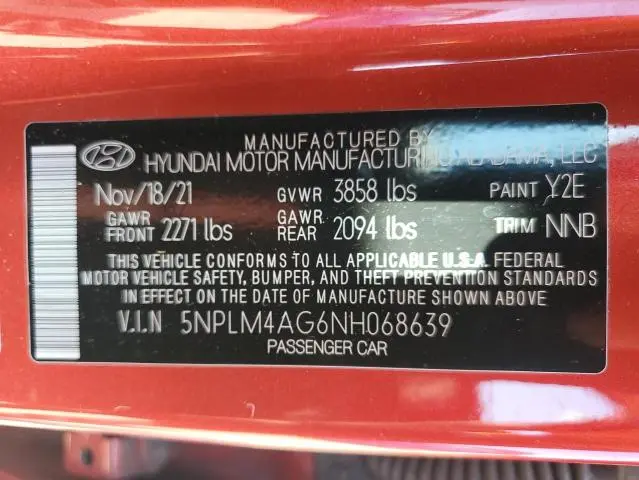 MANUFACTURED BY
HYUNDAI MOTOR MANUFACTURING ALABAMA, LLC
Nov/18/21 GVWR 3858 lbs PAINT Y2E
GAWR FRONT 2271 lbs GAWR REAR 2094 lbs TRIM NNB
THIS VEHICLE CONFORMS TO ALL APPLICABLE U.S.A. FEDERAL
MOTOR VEHICLE SAFETY, BUMPER, AND THEFT PREVENTION STANDARDS
IN EFFECT ON THE DATE OF MANUFACTURE SHOWN ABOVE
V.I.N 5NPLM4AG6NH068639
PASSENGER CAR